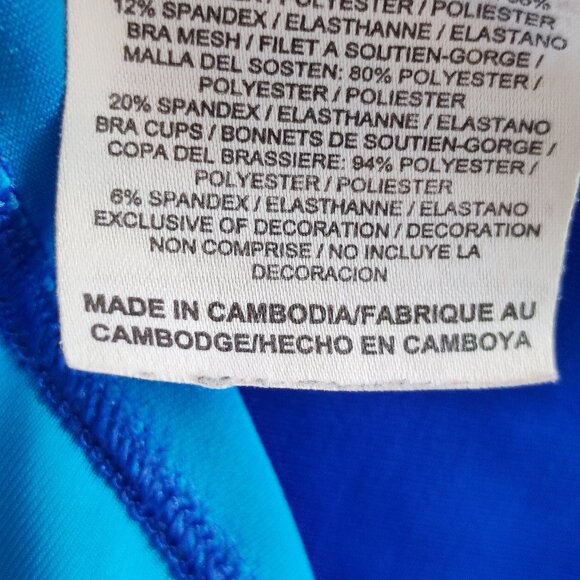 POLYESTER / POLIESTER
12% SPANDEX / ELASTHANNE / ELASTANO
BRA MESH / FILET A SOUTIEN-GORGE /
MALLA DEL SOSTEN: 80% POLYESTER /
POLYESTER / POLIESTER
20% SPANDEX / ELASTHANNE / ELASTANO
BRA CUPS / BONNETS DE SOUTIEN-GORGE /
COPA DEL BRASSIERE: 94% POLYESTER /
POLYESTER / POLIESTER
6% SPANDEX / ELASTHANNE / ELASTANO
EXCLUSIVE OF DECORATION / DECORATION
NON COMPRISE / NO INCLUYE LA
DECORACION
MADE IN CAMBODIA/FABRIQUE AU
CAMBODGE/HECHO EN CAMBOYA